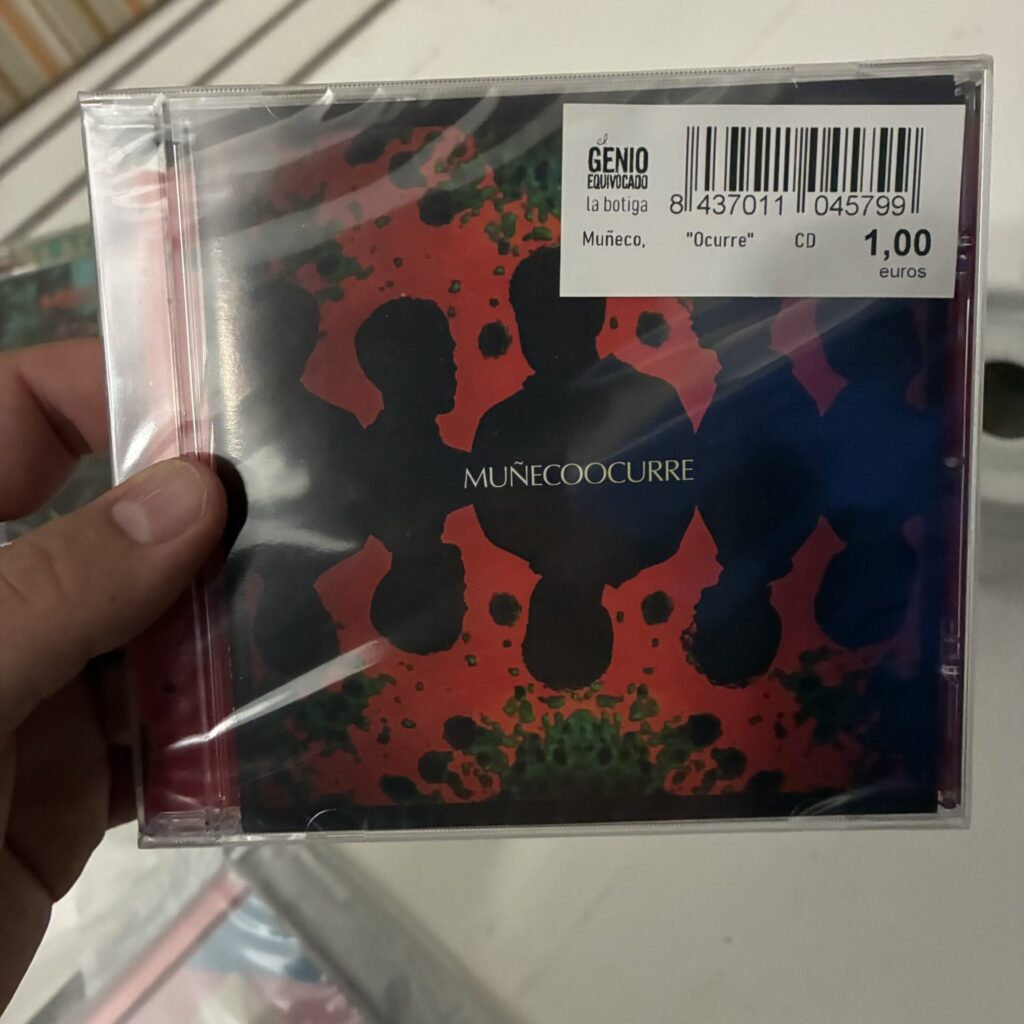 el
GENIO
EQUIVOCADO
la botiga
8 437011 045799
Muñeco, "Ocurre" CD 1,00
euros
MUÑECOOCURRE